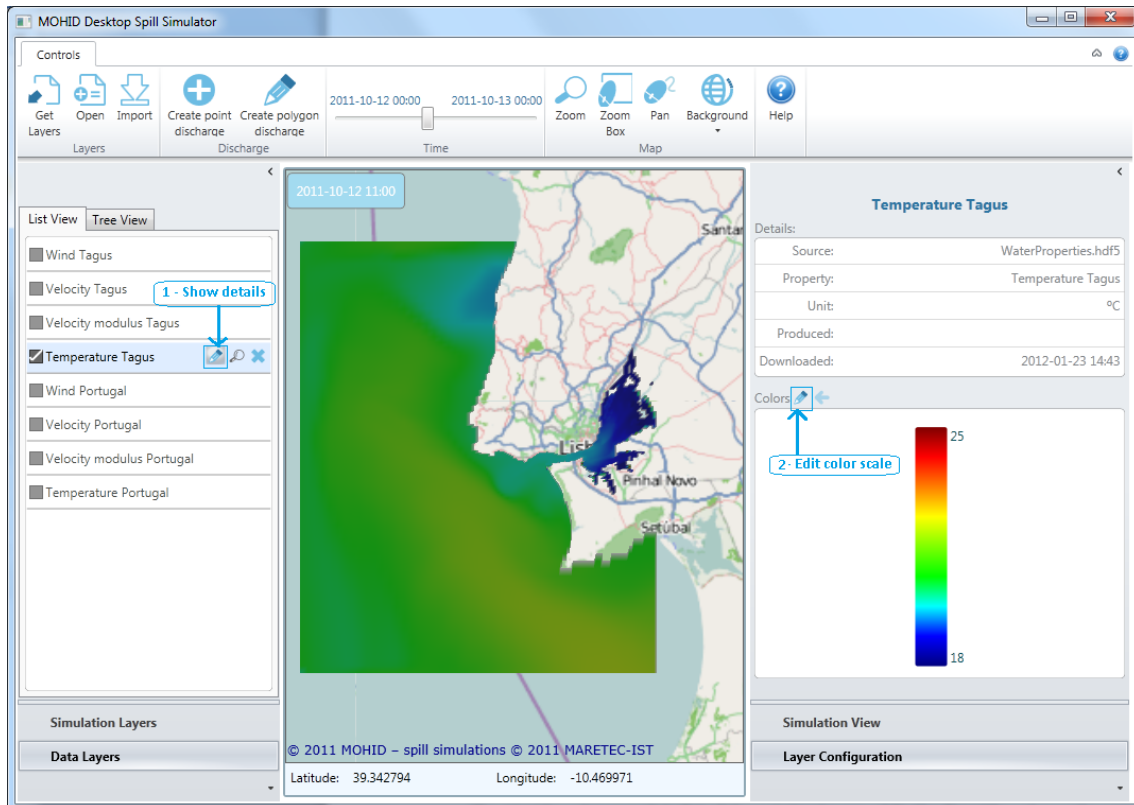 MOHID Desktop Spill Simulator
Controls
Get Layers
Open
Import
Create point discharge
Create polygon discharge
2011-10-12 00:00
2011-10-13 00:00
Zoom
Zoom Box
Pan
Background
Help
Layers
Discharge
Time
Map
List View
Tree View
Wind Tagus
Velocity Tagus
1 - Show details
Velocity modulus Tagus
Temperature Tagus
Wind Portugal
Velocity Portugal
Velocity modulus Portugal
Temperature Portugal
Simulation Layers
Data Layers
2011-10-12 11:00
Santar
Lisb
Pinhal Novo
Setúbal
© 2011 MOHID – spill simulations © 2011 MARETEC-IST
Latitude: 39.342794 Longitude: -10.469971
Temperature Tagus
Details:
Source: WaterProperties.hdf5
Property: Temperature Tagus
Unit: ºC
Produced:
Downloaded: 2012-01-23 14:43
Colors
25
2- Edit color scale
18
Simulation View
Layer Configuration